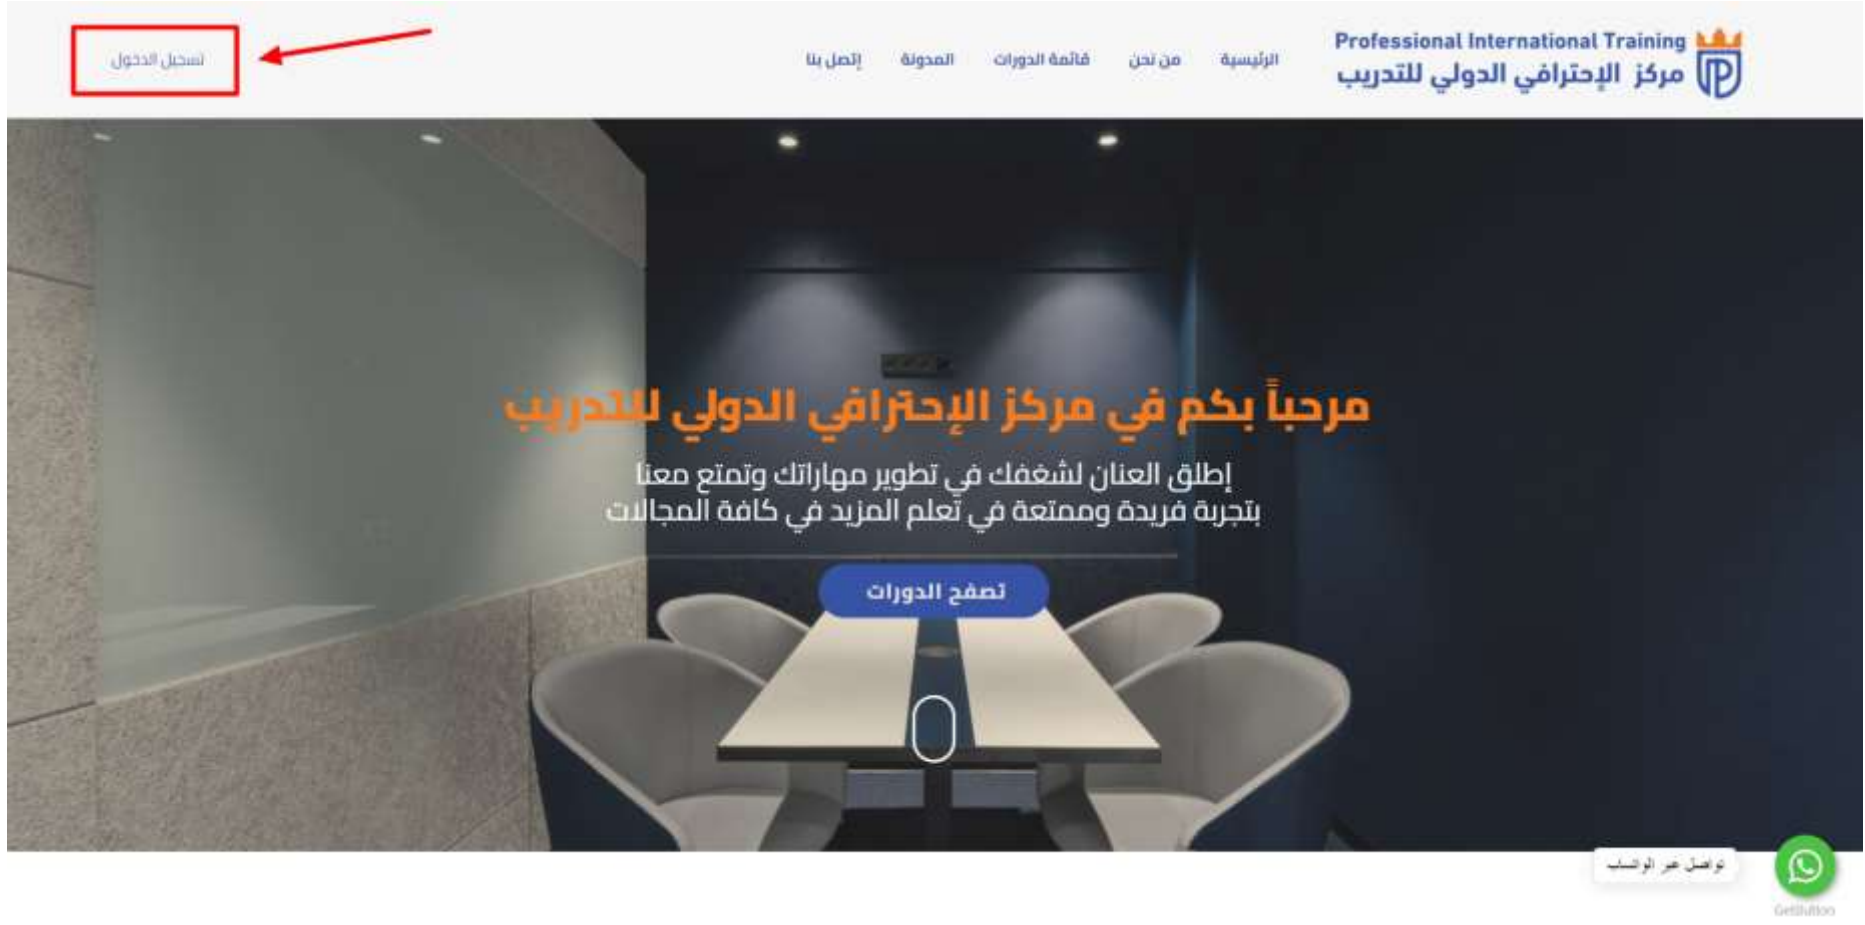 Professional International Training
مركز الإحترافي الدولي للتدريب
الرئيسية
من نحن
قائمة الدورات
المدونة
إتصل بنا
تسجيل الدخول
مرحباً بكم في مركز الإحترافي الدولي للتدريب
إطلق العنان لشغفك في تطوير مهاراتك وتمتع معنا
بتجربة فريدة وممتعة في تعلم المزيد في كافة المجالات
تصفح الدورات
تواصل عبر الواتساب
GetButton